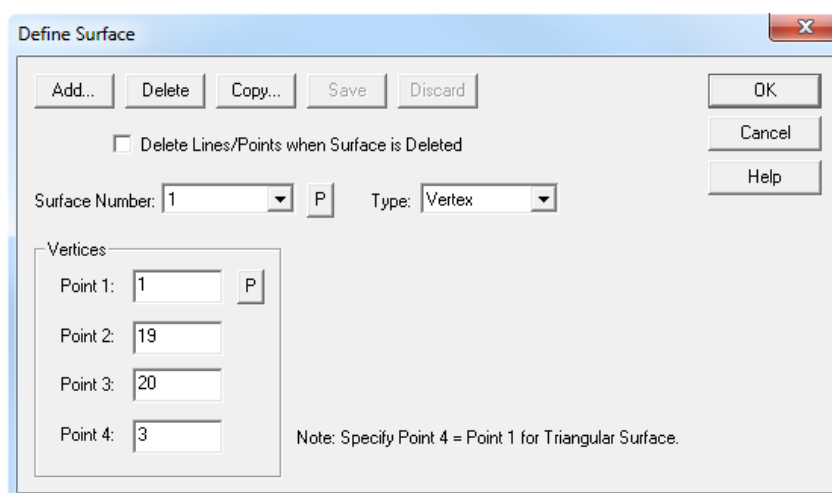 Define Surface
X
Add... Delete Copy... Save Discard OK
Delete Lines/Points when Surface is Deleted Cancel
Help
Surface Number: 1 P Type: Vertex
Vertices
Point 1: 1 P
Point 2: 19
Point 3: 20
Point 4: 3 Note: Specify Point 4 = Point 1 for Triangular Surface.